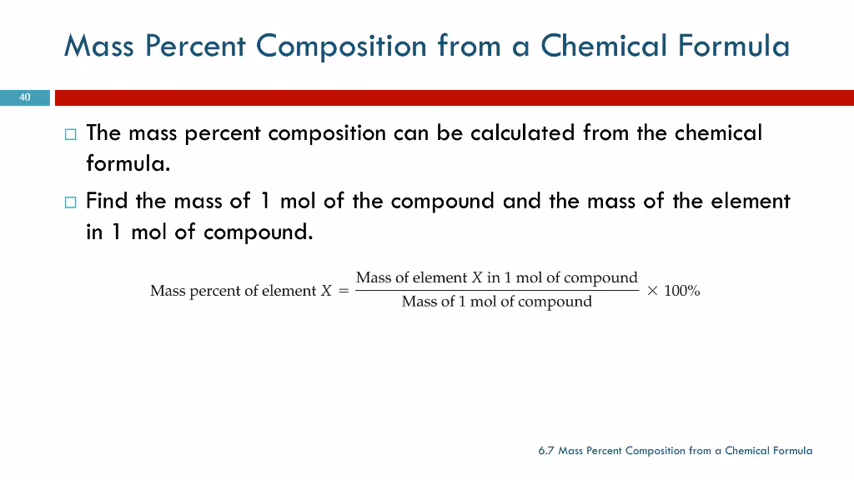 Mass Percent Composition from a Chemical Formula
40
□ The mass percent composition can be calculated from the chemical
formula.
□ Find the mass of 1 mol of the compound and the mass of the element
in 1 mol of compound.
Mass percent of element X = Mass of element X in 1 mol of compound / Mass of 1 mol of compound × 100%
6.7 Mass Percent Composition from a Chemical Formula